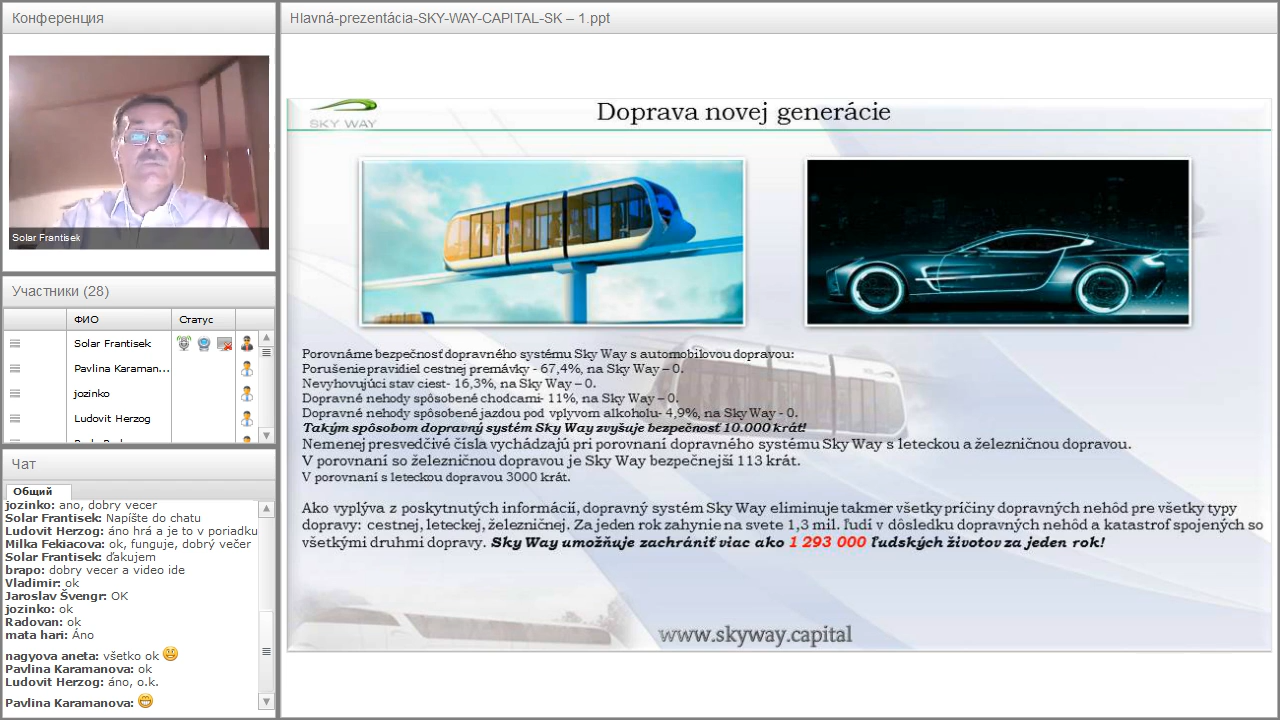 Конференция
Solar Frantisek
Участники (28)
ФИО
Статус
Solar Frantisek
Pavlina Karaman...
jozinko
Ludovit Herzog
Чат
Общий
jozinko: ano, dobry vecer
Solar Frantisek: Napíšte do chatu
Ludovit Herzog: áno hrá a je to v poriadku
Milka Fekiacova: ok, funguje, dobrý večer
Solar Frantisek: ďakujem
brapo: dobry vecer a video ide
Vladimir: ok
Jaroslav Švengr: OK
jozinko: ok
Radovan: ok
mata hari: Áno
nagyova aneta: všetko ok
Pavlina Karamanova: ok
Ludovit Herzog: áno, o.k.
Pavlina Karamanova:
Hlavná-prezentácia-SKY-WAY-CAPITAL-SK – 1.ppt
SKY WAY
Doprava novej generácie
Porovnáme bezpečnosť dopravného systému Sky Way s automobilovou dopravou:
Porušenie pravidiel cestnej premávky - 67,4%, na Sky Way – 0.
Nevyhovujúci stav ciest- 16,3%, na Sky Way – 0.
Dopravné nehody spôsobené chodcami- 11%, na Sky Way – 0.
Dopravné nehody spôsobené jazdou pod vplyvom alkoholu- 4,9%, na Sky Way - 0.
Takým spôsobom dopravný systém Sky Way zvyšuje bezpečnosť 10.000 krát!
Nemenej presvedčivé čísla vychádzajú pri porovnaní dopravného systému Sky Way s leteckou a železničnou dopravou.
V porovnaní so železničnou dopravou je Sky Way bezpečnejší 113 krát.
V porovnaní s leteckou dopravou 3000 krát.
Ako vyplýva z poskytnutých informácií, dopravný systém Sky Way eliminuje takmer všetky príčiny dopravných nehôd pre všetky typy
dopravy: cestnej, leteckej, železničnej. Za jeden rok zahynie na svete 1,3 mil. ľudí v dôsledku dopravných nehôd a katastrof spojených so
všetkými druhmi dopravy. Sky Way umožňuje zachrániť viac ako 1 293 000 ľudských životov za jeden rok!
www.skyway.capital